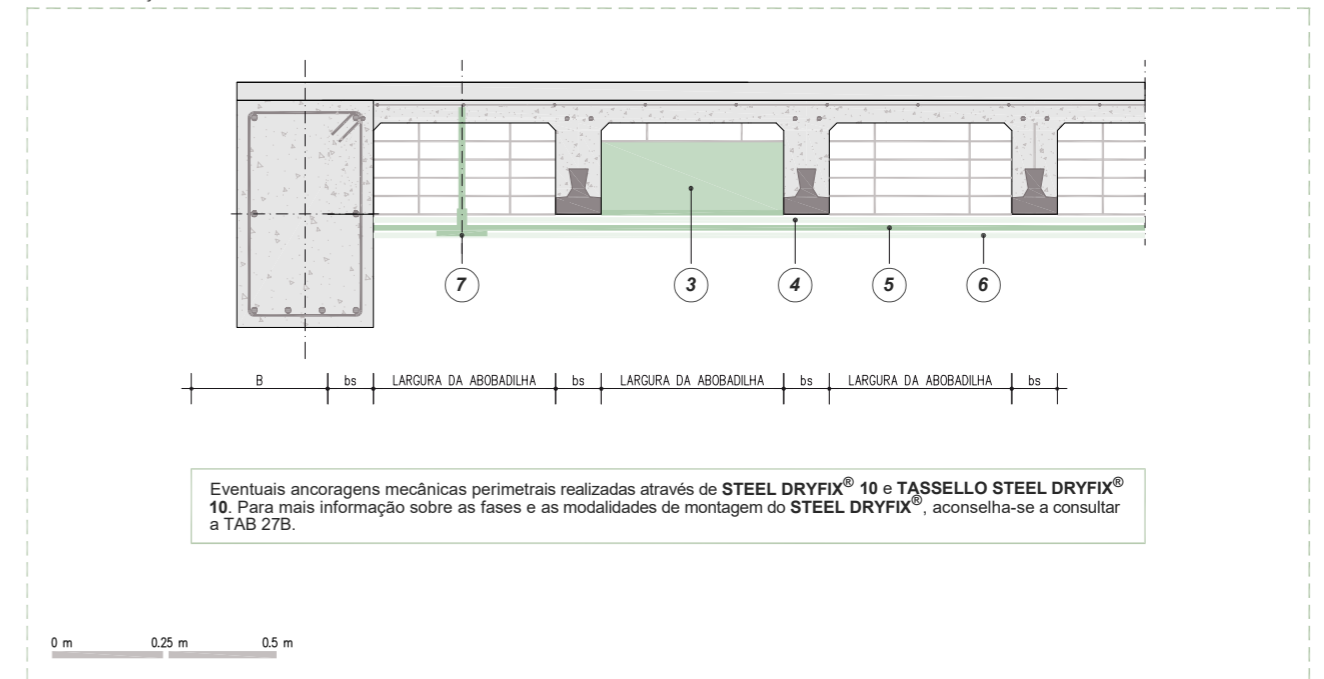 7 3 4 5 6
B bs LARGURA DA ABOBADILHA bs LARGURA DA ABOBADILHA bs LARGURA DA ABOBADILHA bs
Eventuais ancoragens mecânicas perimetrais realizadas através de STEEL DRYFIX® 10 e TASSELLO STEEL DRYFIX®
10. Para mais informação sobre as fases e as modalidades de montagem do STEEL DRYFIX®, aconselha-se a consultar
a TAB 27B.
0 m 0.25 m 0.5 m